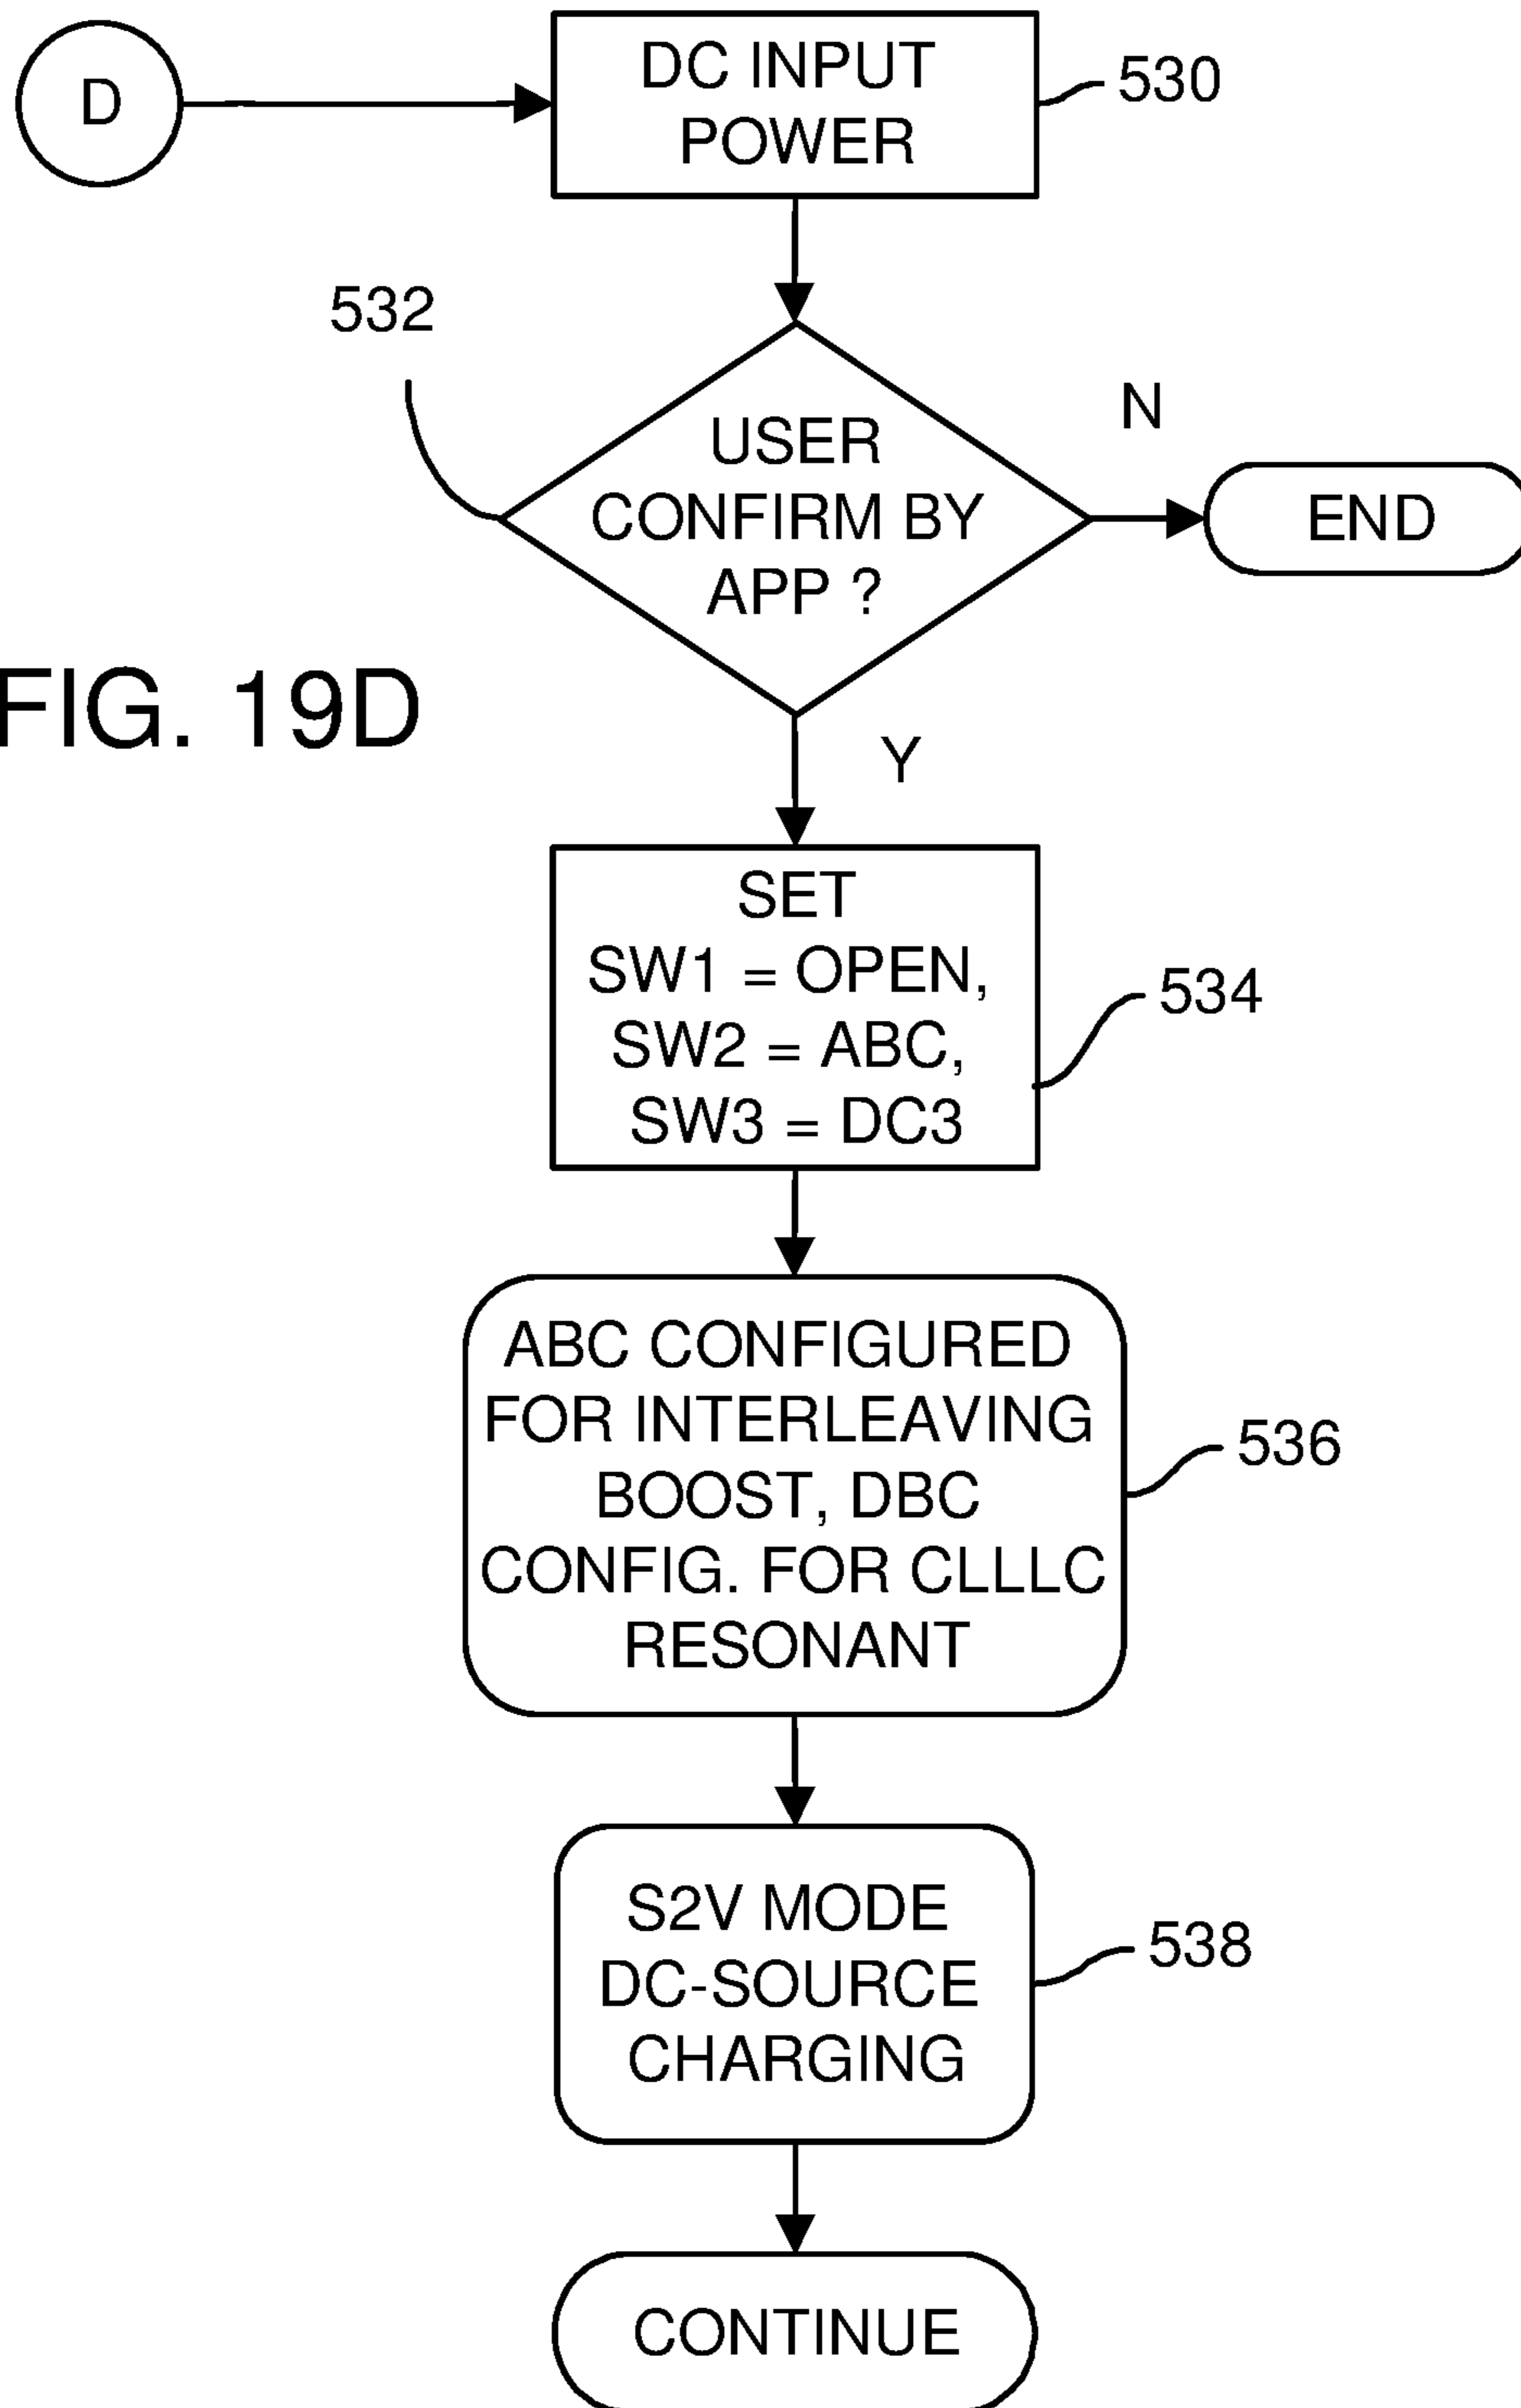 D
DC INPUT
POWER
530
532
USER
CONFIRM BY
APP ?
N
END
FIG. 19D
Y
SET
SW1 = OPEN,
SW2 = ABC,
SW3 = DC3
534
ABC CONFIGURED
FOR INTERLEAVING
BOOST, DBC
CONFIG. FOR CLLLC
RESONANT
536
S2V MODE
DC-SOURCE
CHARGING
538
CONTINUE